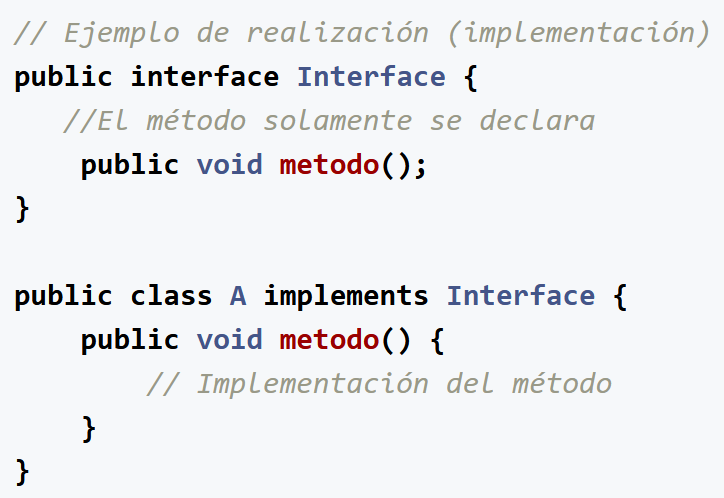 // Ejemplo de realización (implementación)
public interface Interface {
//El método solamente se declara
public void metodo();
}
public class A implements Interface {
public void metodo() {
// Implementación del método
}
}